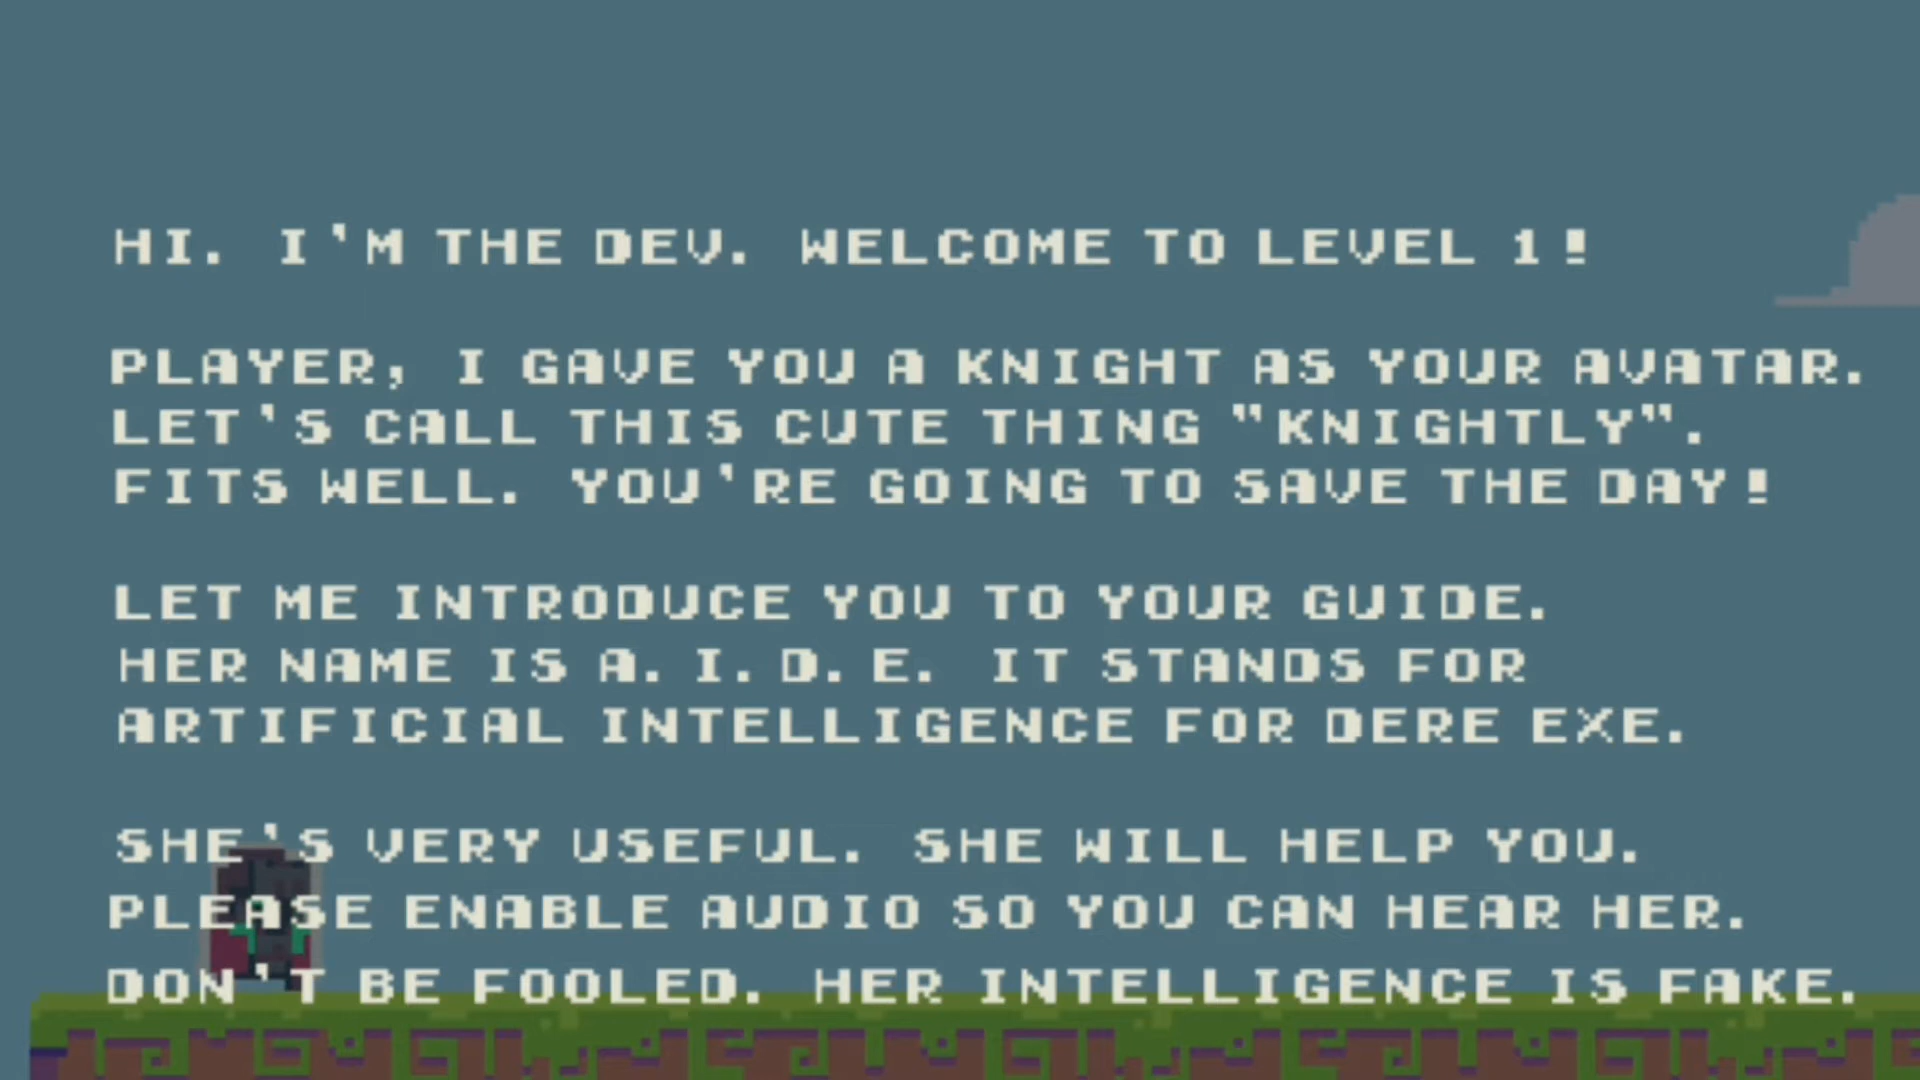 HI. I'M THE DEV. WELCOME TO LEVEL 1!
PLAYER, I GAVE YOU A KNIGHT AS YOUR AVATAR.
LET'S CALL THIS CUTE THING "KNIGHTLY".
FITS WELL. YOU'RE GOING TO SAVE THE DAY!
LET ME INTRODUCE YOU TO YOUR GUIDE.
HER NAME IS A.I.D.E. IT STANDS FOR
ARTIFICIAL INTELLIGENCE FOR DERE EXE.
SHE'S VERY USEFUL. SHE WILL HELP YOU.
PLEASE ENABLE AUDIO SO YOU CAN HEAR HER.
DON'T BE FOOLED. HER INTELLIGENCE IS FAKE.